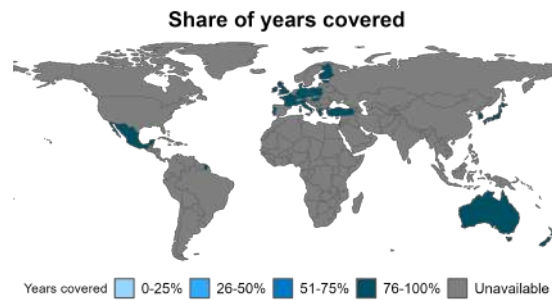 Share of years covered
Years covered 0-25% 26-50% 51-75% 76-100% Unavailable